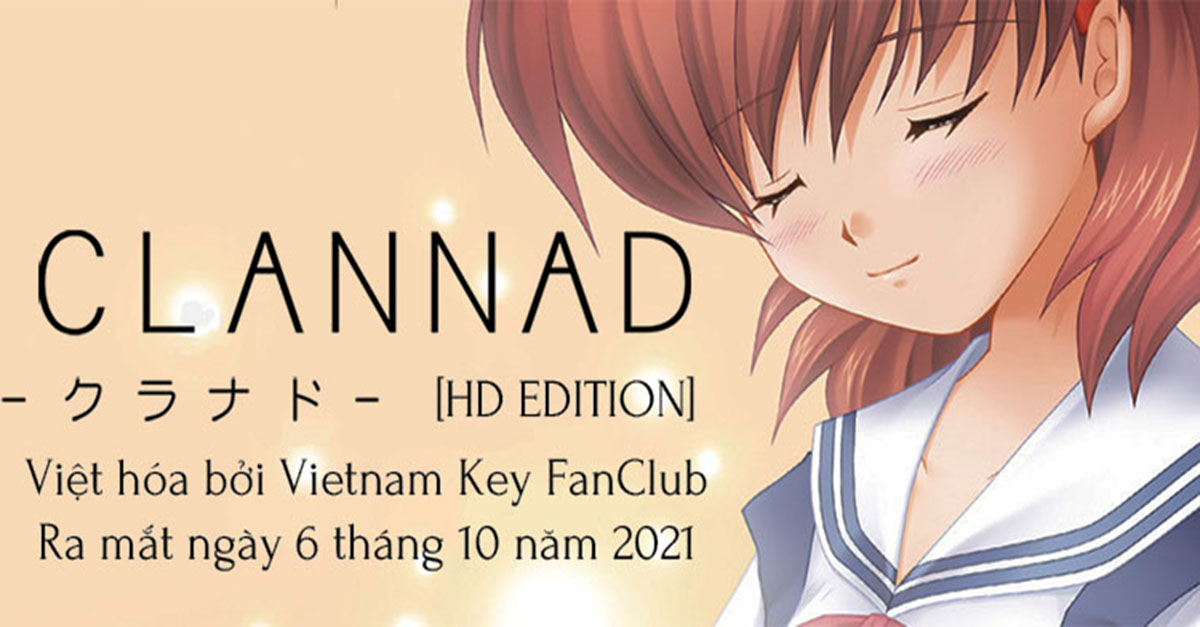 CLANNAD
- クラナド - [HD EDITION]
Việt hóa bởi Vietnam Key FanClub
Ra mắt ngày 6 tháng 10 năm 2021